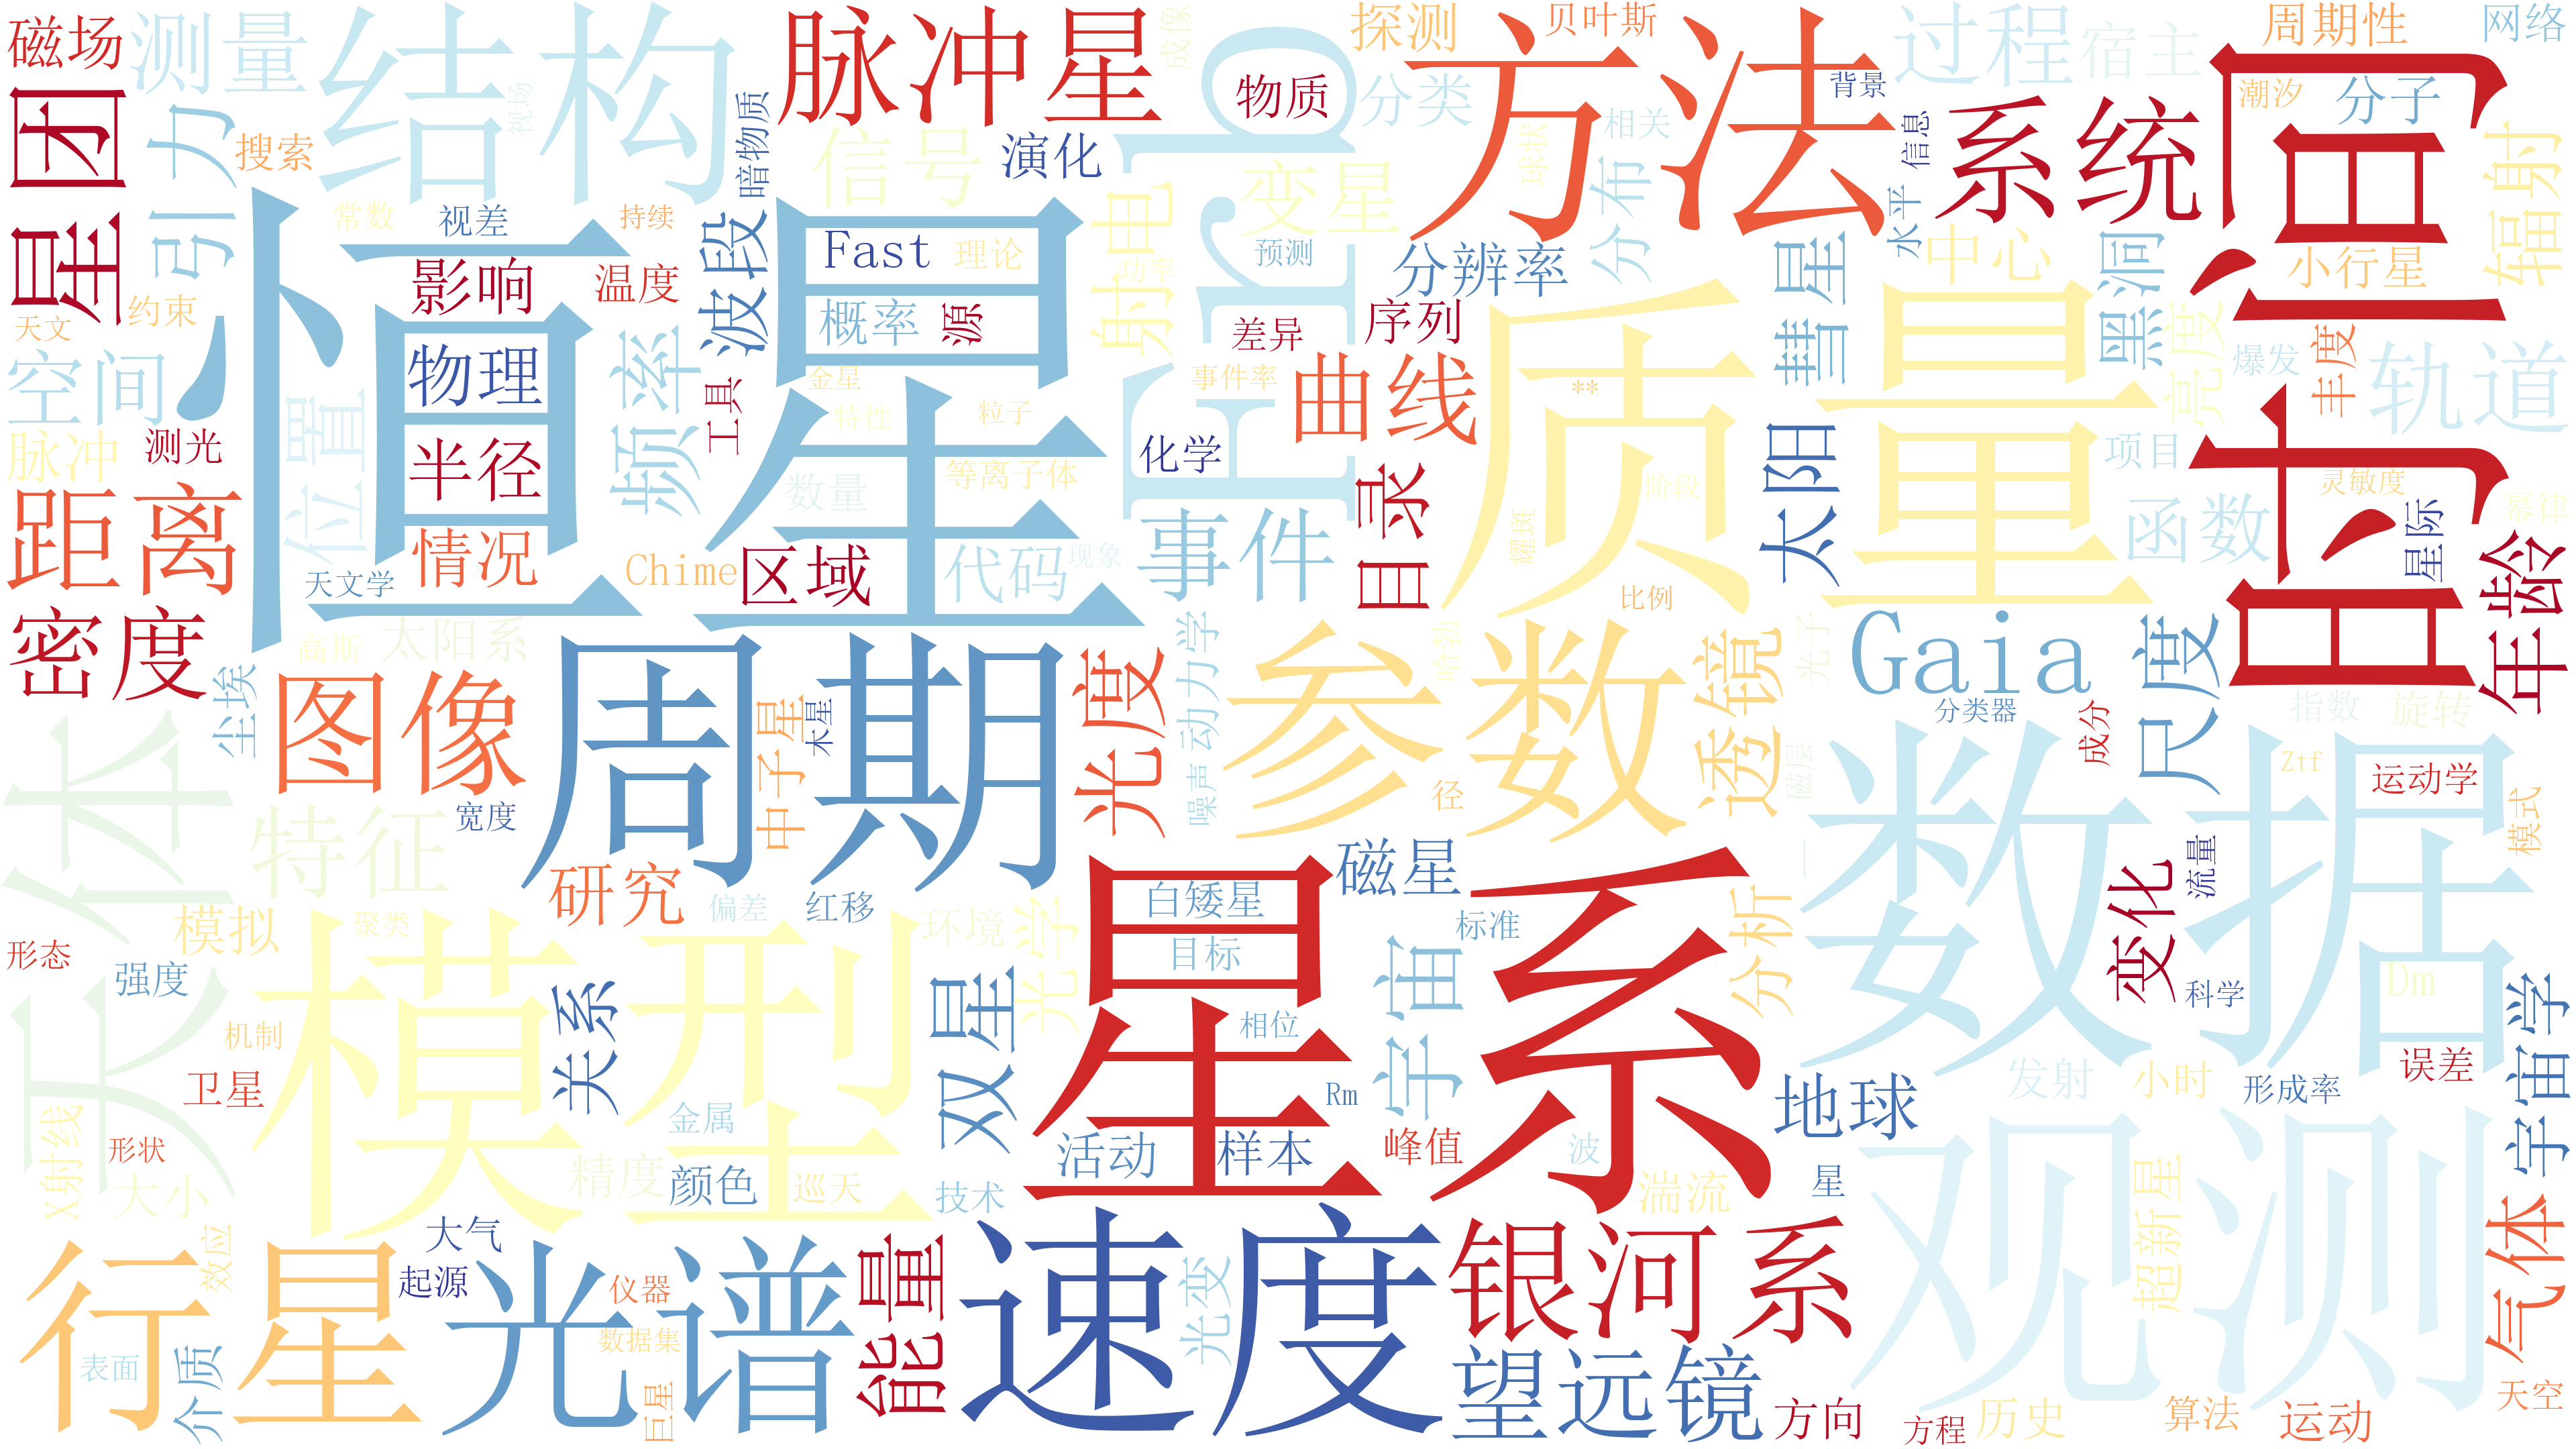 磁场
测量
结构
脉冲星
成像
Frb
方法
探测
贝叶斯
过程
宿主
周期性
网络
星团
引力
搜索
视场
信号
演化
暗物质
物质
变星
分类
球状
相关
背景
信息
系统
时间
潮汐
分子
辐射
恒星
常数
视差
持续
影响
温度
波段
Fast
理论
概率
源
射电
功率
预测
差异
分辨率
序列
分布
水平
彗星
中心
黑洞
小行星
亮度
丰度
爆发
轨道
约束
天文
空间
位置
物理
半径
情况
频率
工具
金星
特性
粒子
数量
等离子体
化学
事件率
曲线
**
质量
太阳
项目
函数
灵敏度
星际
幂律
年龄
脉冲
测光
距离
密度
天文学
Chime
区域
代码
现象
事件
目录
耀斑
阶段
比例
高斯
太阳系
尘埃
图像
周期
中子星
木星
光度
动力学
噪声
参数
哈勃
径
透镜
光子
磁层
Gaia
分类器
尺度
成分
指数
旋转
Ztf
运动学
模式
天体
特征
宽度
研究
偏差
红移
环境
光学
磁星
一
数据
变化
流量
科学
Dm
误差
宇宙学
形态
强度
模拟
聚类
机制
卫星
模型
关系
双星
星系
白矮星
目标
相位
Rm
宇宙
标准
分析
地球
发射
小时
形成率
X射线
形状
大小
精度
金属
颜色
巡天
技术
活动
样本
峰值
波
湍流
星
观测
超新星
气体
行星
效应
大气
起源
光谱
仪器
数据集
巨星
能量
速度
光变
银河系
望远镜
方向
方程
历史
算法
运动
天空
表面
介质